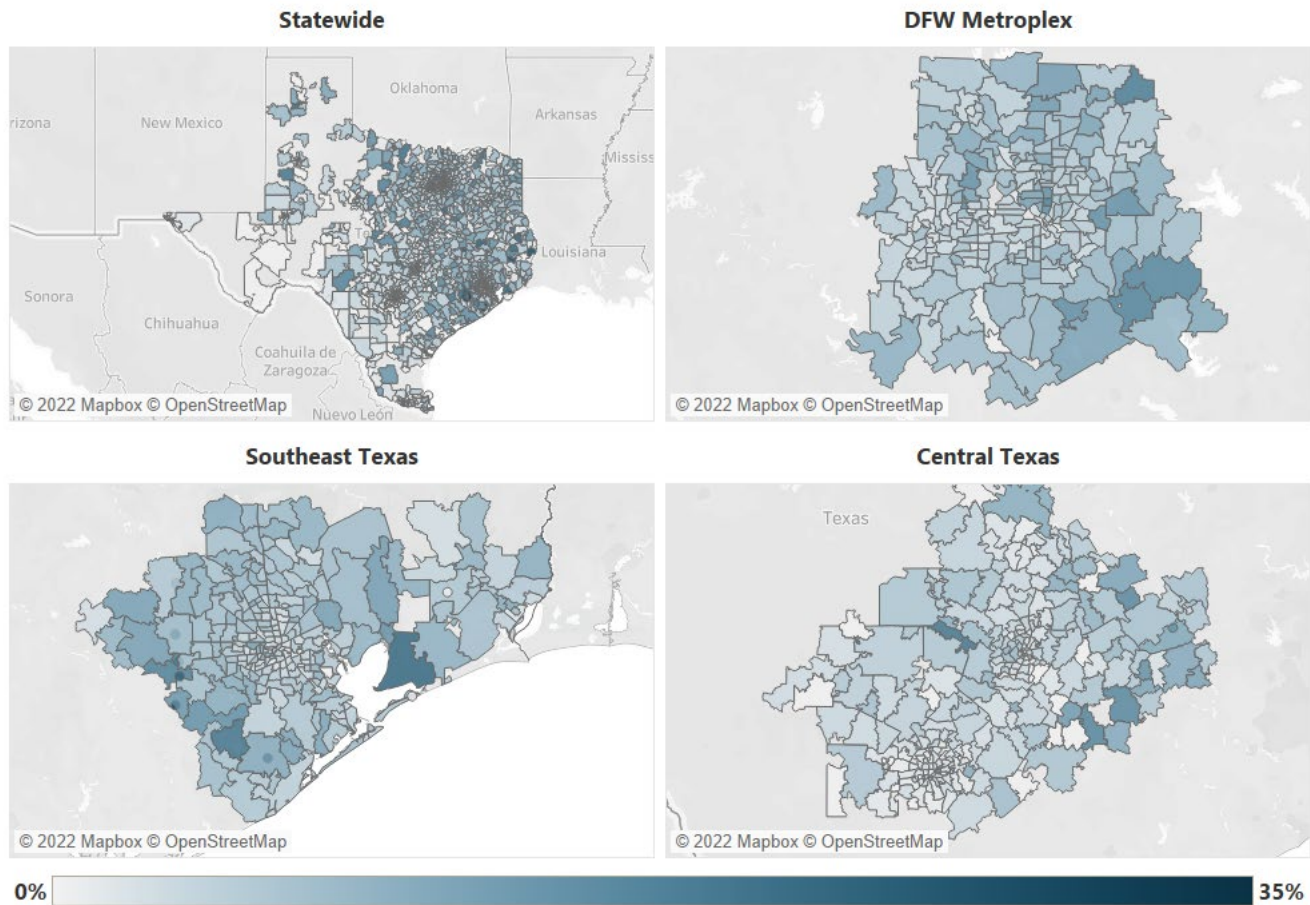 Statewide
DFW Metroplex
Oklahoma
rizona
New Mexico
Arkansas
Mississ
Te
Louisiana
Sonora
Chihuahua
Coahuila de
Zaragoza
Nuevo León
© 2022 Mapbox © OpenStreetMap
© 2022 Mapbox © OpenStreetMap
Southeast Texas
Central Texas
Texas
© 2022 Mapbox © OpenStreetMap
© 2022 Mapbox © OpenStreetMap
0%
35%